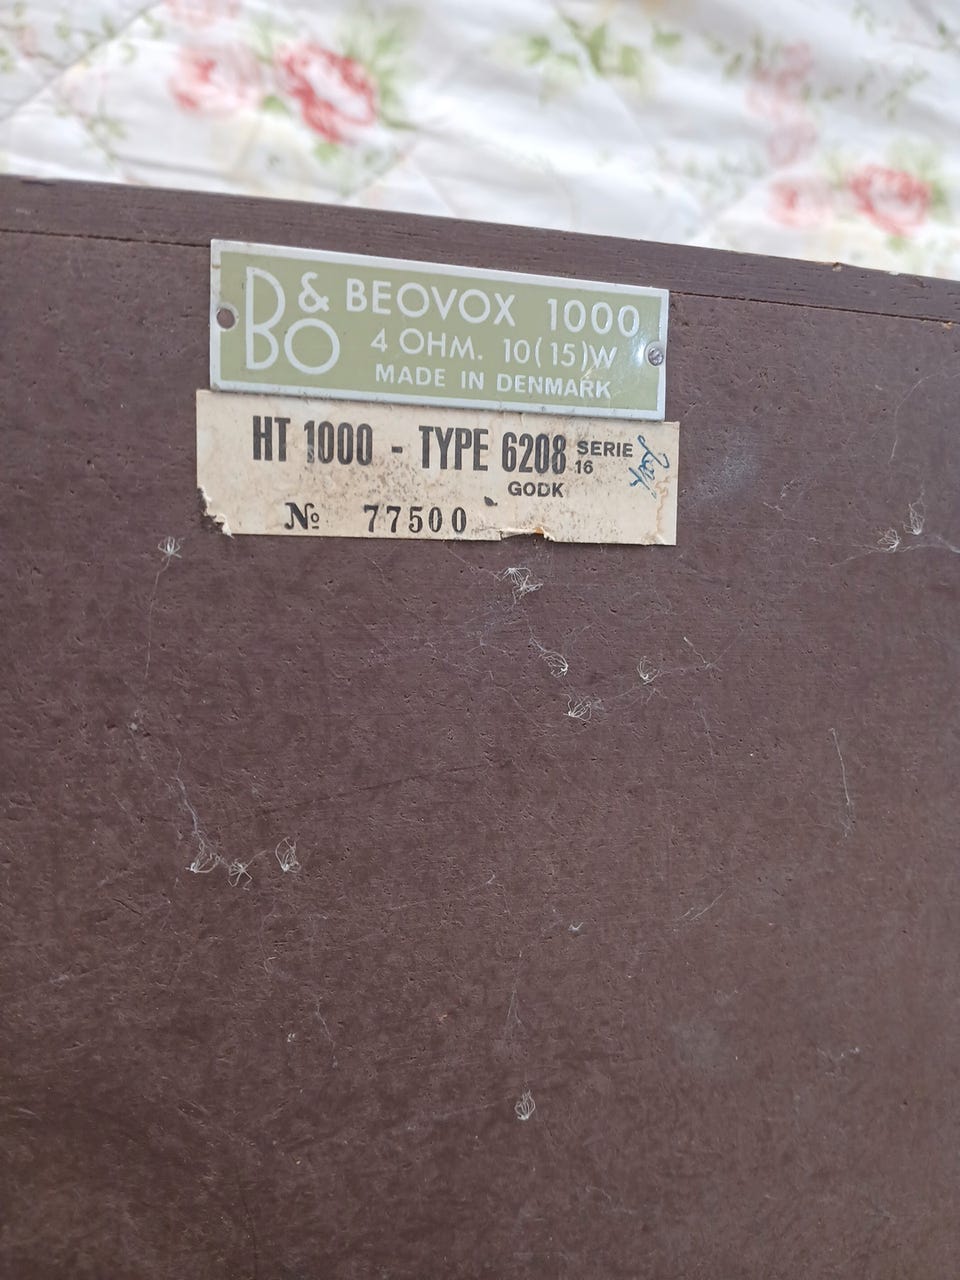 B&O BEOVOX 1000
4 OHM. 10(15)W
MADE IN DENMARK
HT 1000 - TYPE 6208 SERIE 16
GODK
№ 77500